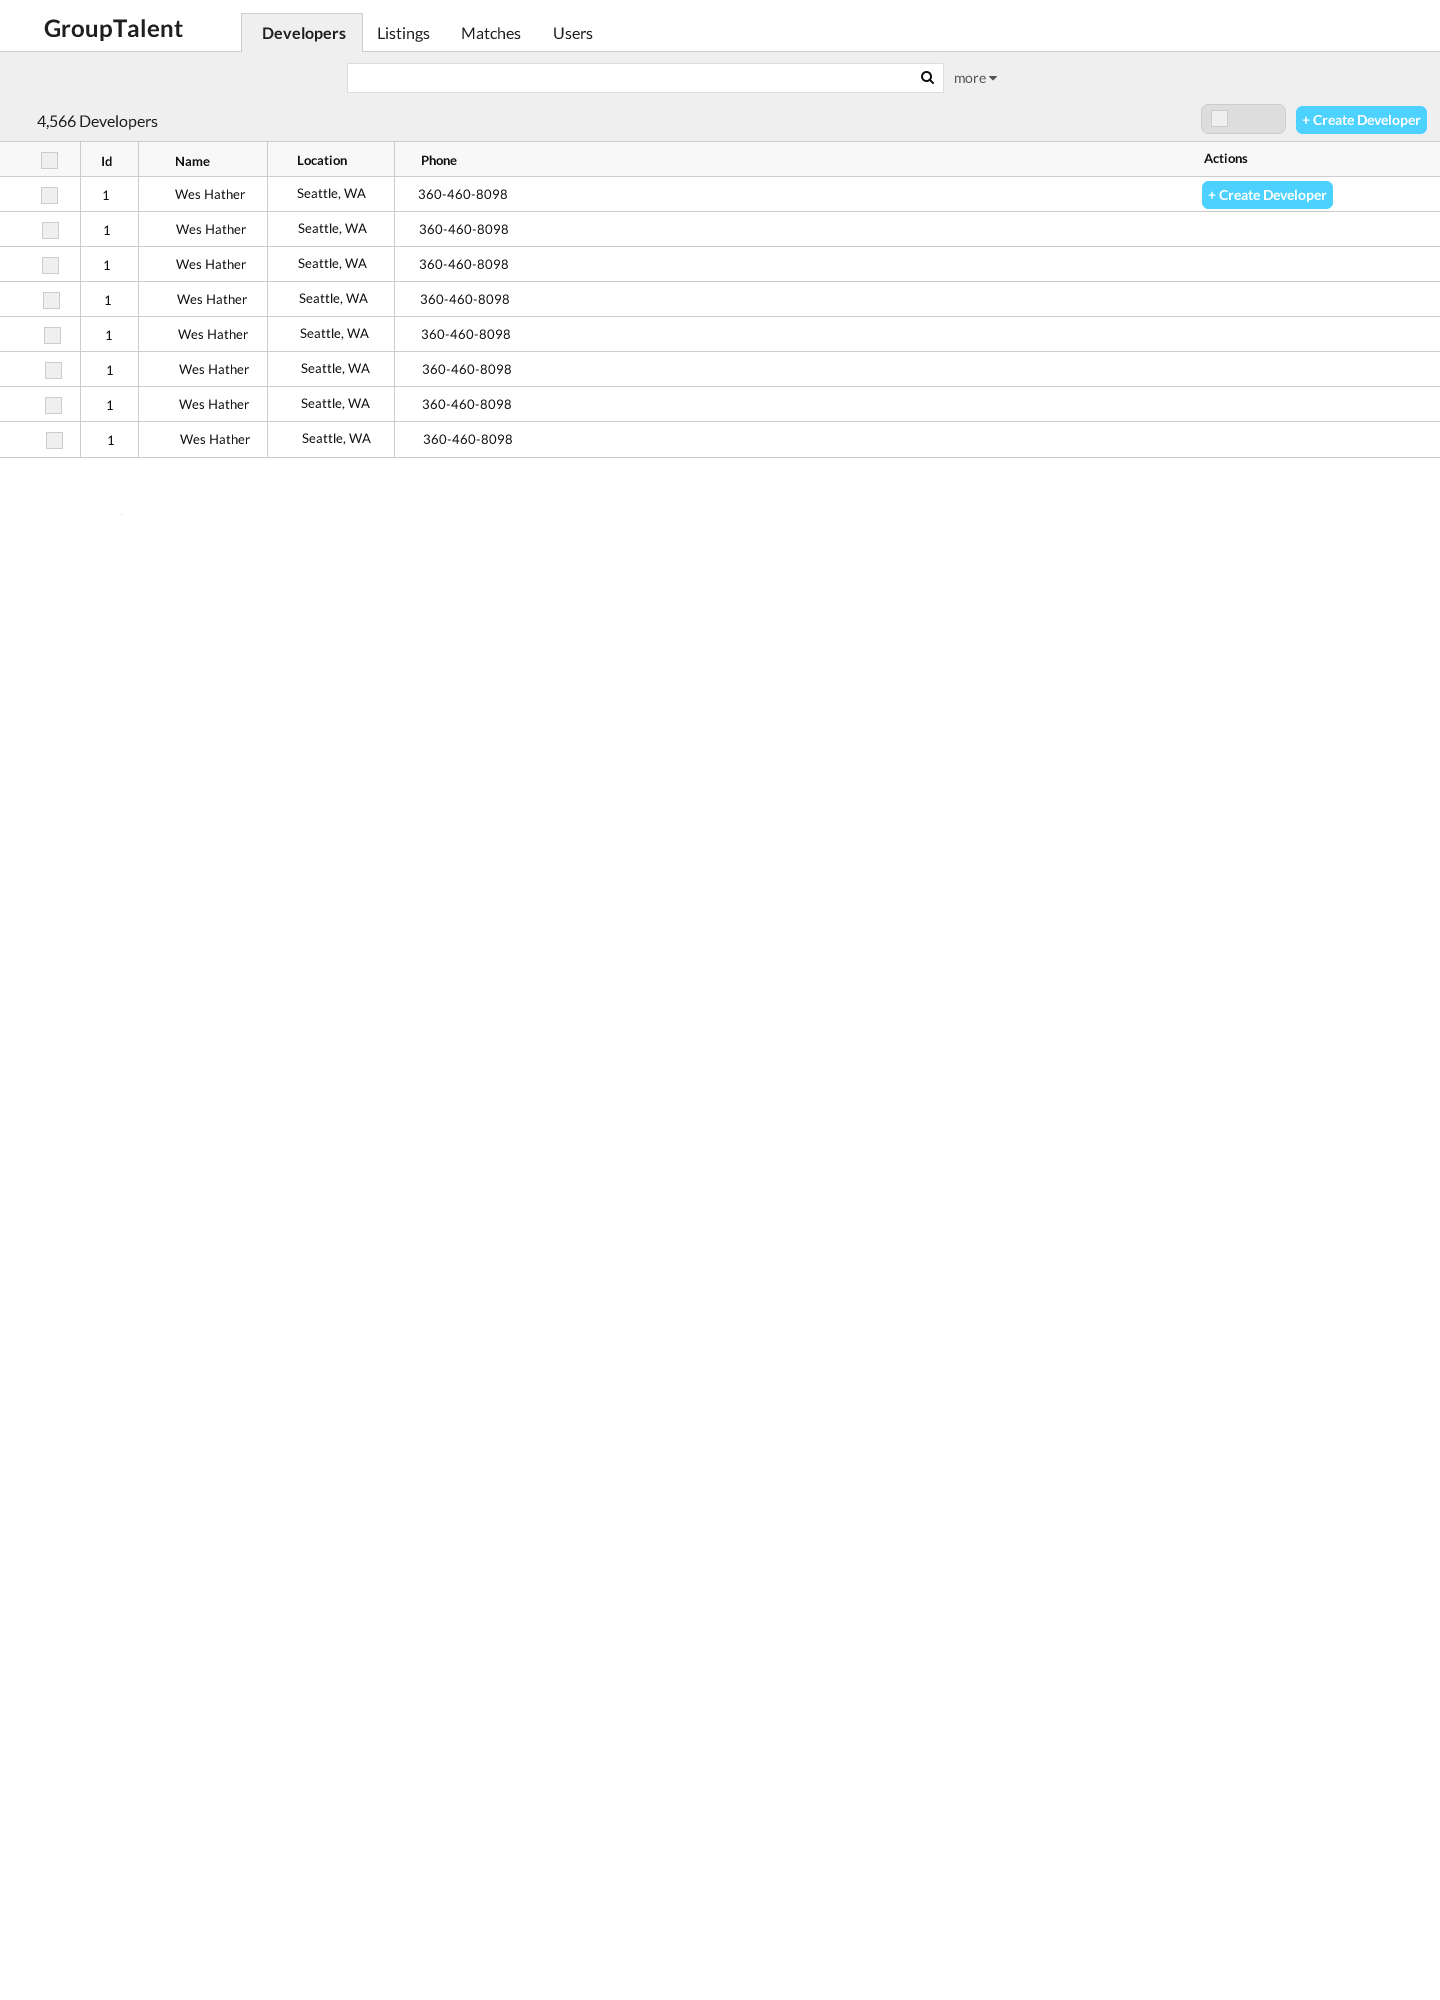 GroupTalent Developers Listings Matches Users
more
4,566 Developers + Create Developer
Id Name Location Phone Actions
1 Wes Hather Seattle, WA 360-460-8098 + Create Developer
1 Wes Hather Seattle, WA 360-460-8098
1 Wes Hather Seattle, WA 360-460-8098
1 Wes Hather Seattle, WA 360-460-8098
1 Wes Hather Seattle, WA 360-460-8098
1 Wes Hather Seattle, WA 360-460-8098
1 Wes Hather Seattle, WA 360-460-8098
1 Wes Hather Seattle, WA 360-460-8098